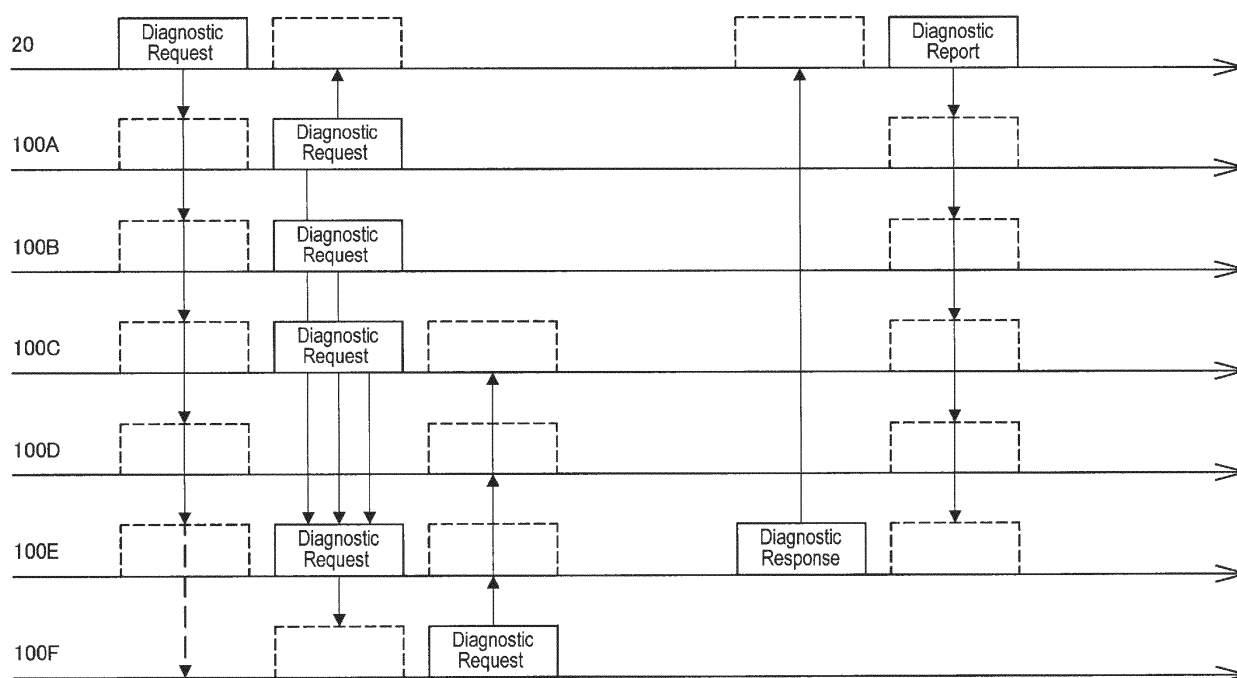 20
Diagnostic
Request
Diagnostic
Report
100A
Diagnostic
Request
100B
Diagnostic
Request
100C
Diagnostic
Request
100D
100E
Diagnostic
Request
Diagnostic
Response
100F
Diagnostic
Request